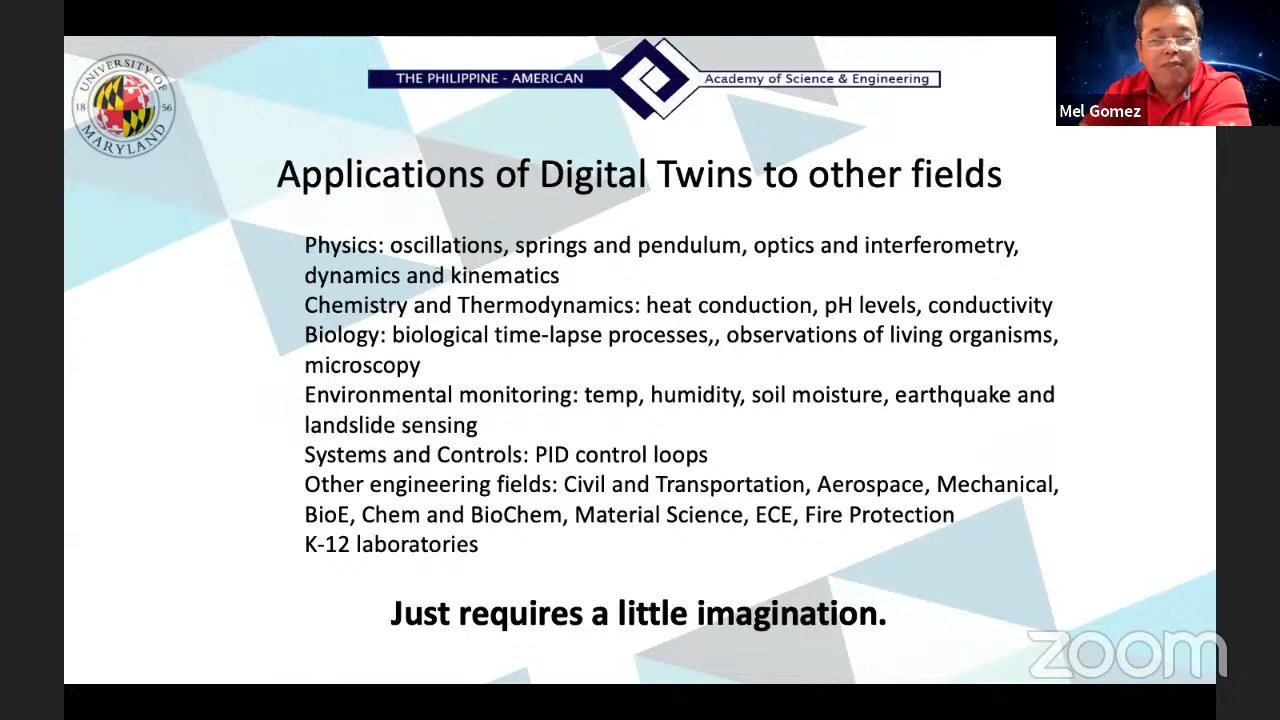 UNIVERSITY OF
18 56
MARYLAND
THE PHILIPPINE - AMERICAN
Academy of Science & Engineering
Mel Gomez
Applications of Digital Twins to other fields
Physics: oscillations, springs and pendulum, optics and interferometry,
dynamics and kinematics
Chemistry and Thermodynamics: heat conduction, pH levels, conductivity
Biology: biological time-lapse processes,, observations of living organisms,
microscopy
Environmental monitoring: temp, humidity, soil moisture, earthquake and
landslide sensing
Systems and Controls: PID control loops
Other engineering fields: Civil and Transportation, Aerospace, Mechanical,
BioE, Chem and BioChem, Material Science, ECE, Fire Protection
K-12 laboratories
Just requires a little imagination.
zoom